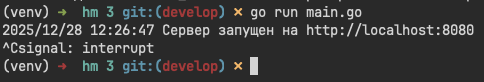 (venv) ➜  hm 3 git:(develop) ✗ go run main.go
2025/12/28 12:26:47 Сервер запущен на http://localhost:8080
^Csignal: interrupt
(venv) ➜  hm 3 git:(develop) ✗